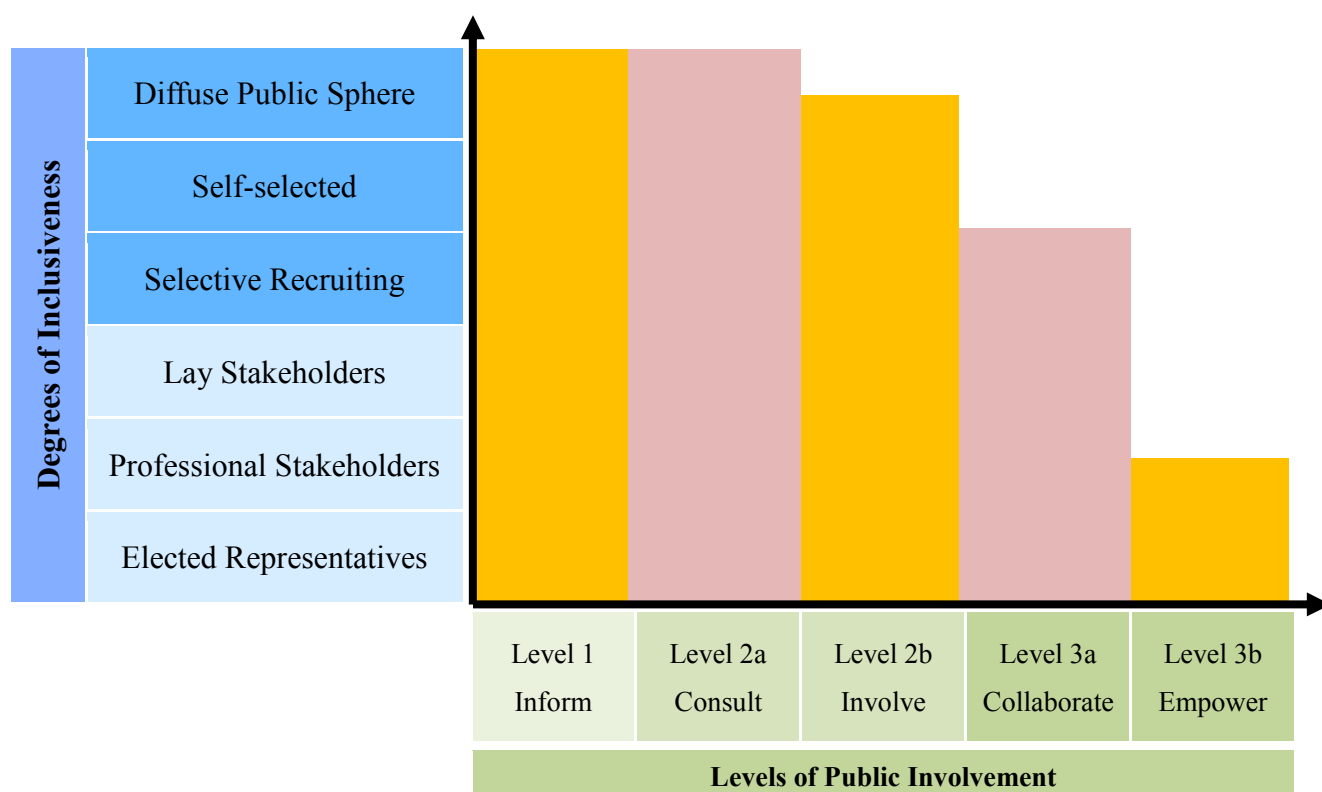 Degrees of Inclusiveness
Diffuse Public Sphere
Self-selected
Selective Recruiting
Lay Stakeholders
Professional Stakeholders
Elected Representatives
Level 1
Inform
Level 2a
Consult
Level 2b
Involve
Level 3a
Collaborate
Level 3b
Empower
Levels of Public Involvement